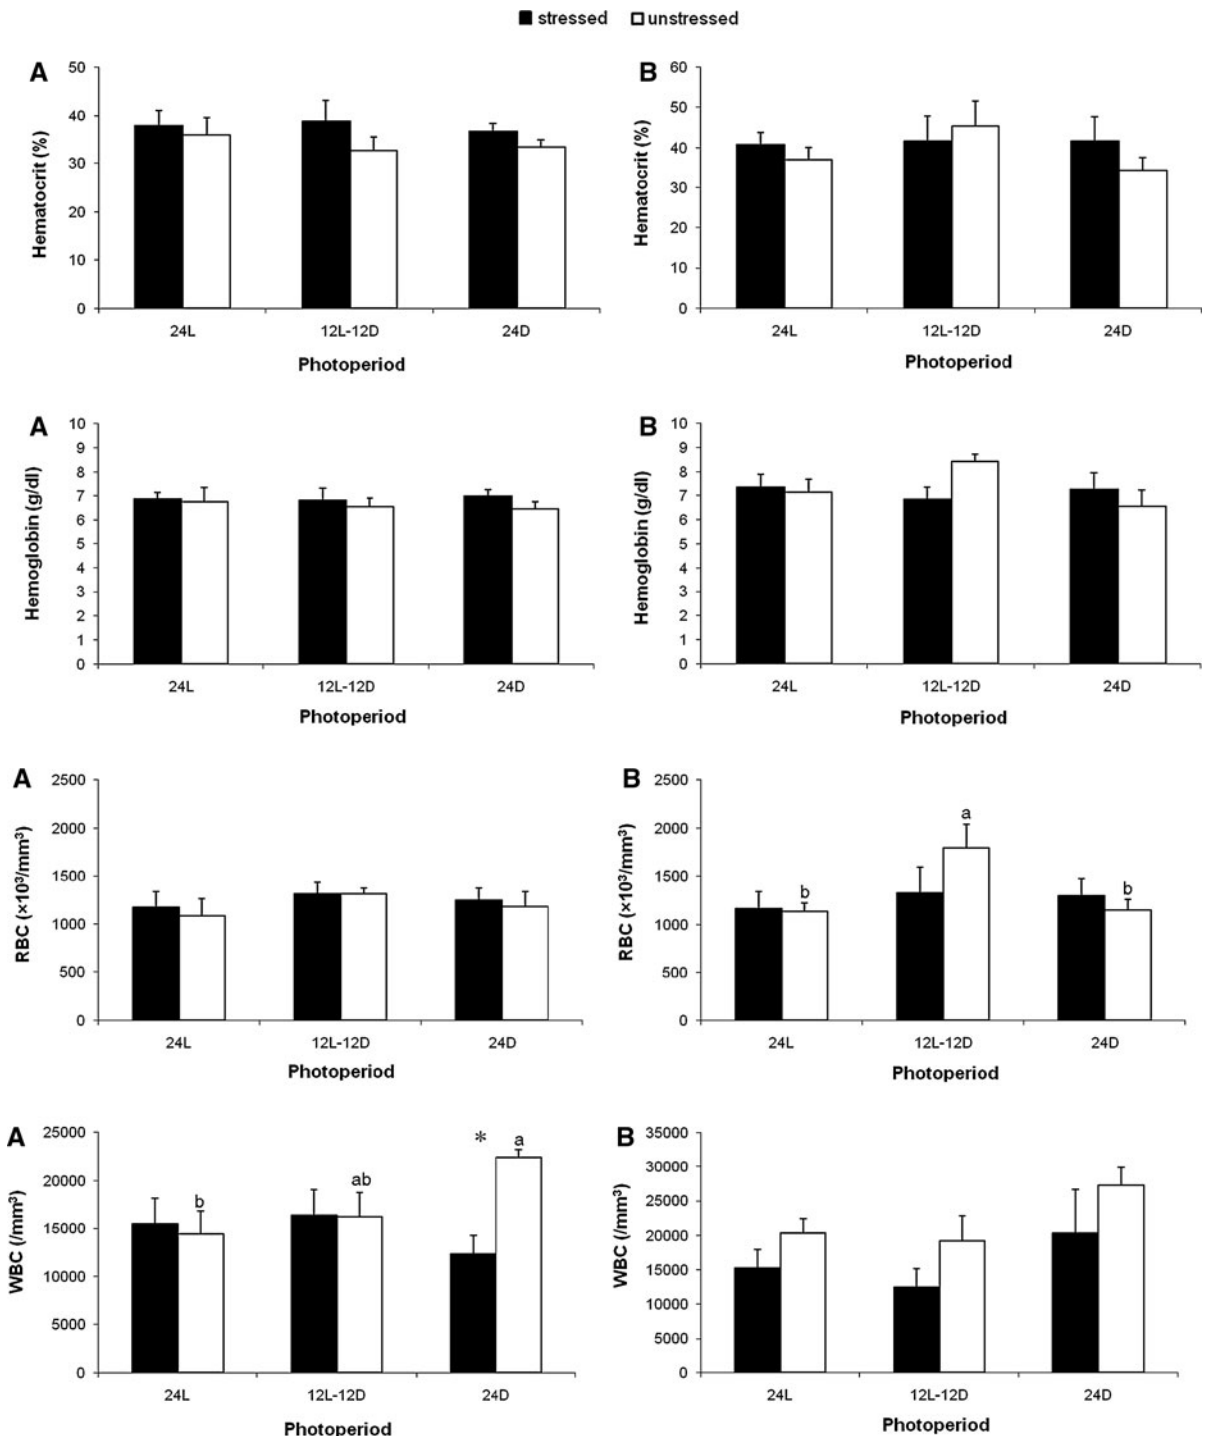 stressed unstressed
A
Hematocrit (%)
50
40
30
20
10
0
24L 12L-12D 24D
Photoperiod
B
Hematocrit (%)
60
50
40
30
20
10
0
24L 12L-12D 24D
Photoperiod
A
Hemoglobin (g/dl)
10
9
8
7
6
5
4
3
2
1
0
24L 12L-12D 24D
Photoperiod
B
Hemoglobin (g/dl)
10
9
8
7
6
5
4
3
2
1
0
24L 12L-12D 24D
Photoperiod
A
RBC (×10³/mm³)
2500
2000
1500
1000
500
0
24L 12L-12D 24D
Photoperiod
B
RBC (×10³/mm³)
2500
2000
1500
1000
500
0
b a b
24L 12L-12D 24D
Photoperiod
A
WBC (/mm³)
25000
20000
15000
10000
5000
0
b ab * a
24L 12L-12D 24D
Photoperiod
B
WBC (/mm³)
35000
30000
25000
20000
15000
10000
5000
0
24L 12L-12D 24D
Photoperiod